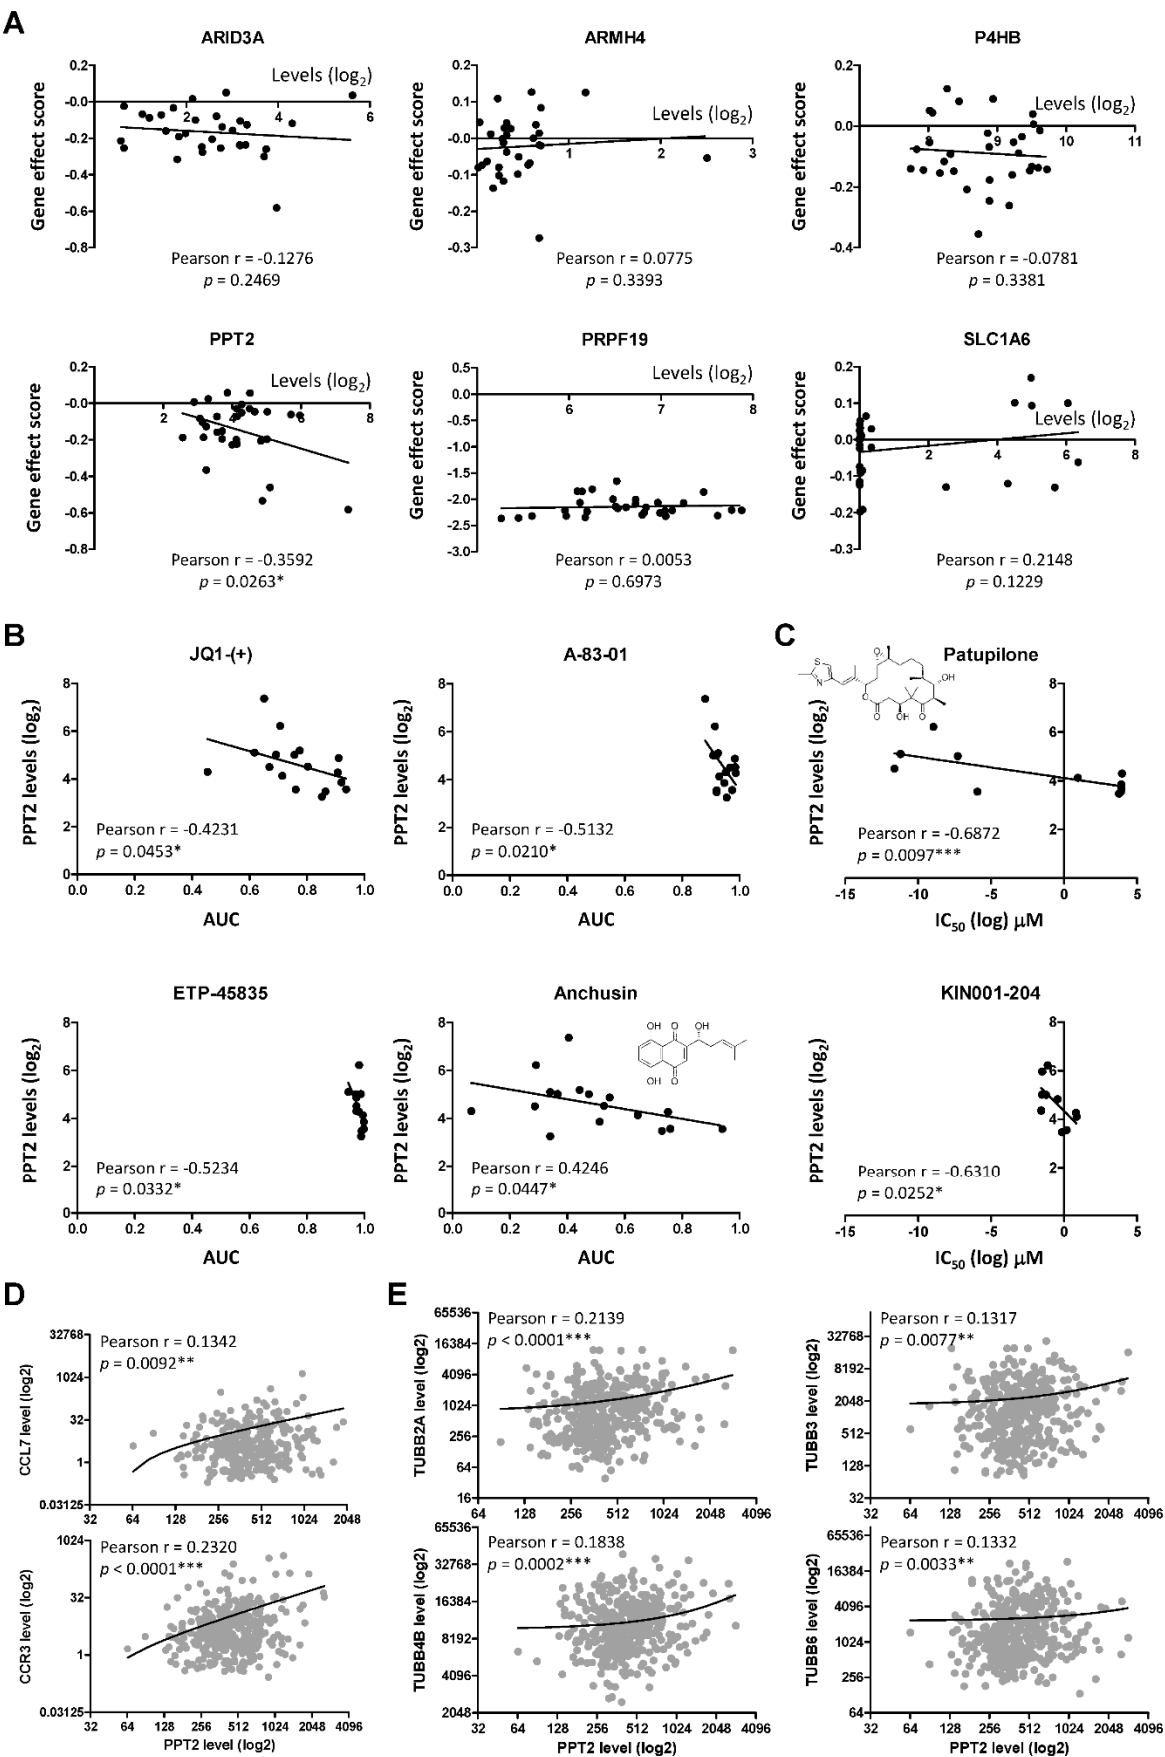 A
ARID3A
ARMH4
P4HB
Gene effect score
0.2
-0.0
-0.2
-0.4
-0.6
-0.8
Levels (log2)
2
4
6
Pearson r = -0.1276
p = 0.2469
Gene effect score
0.2
0.1
-0.0
-0.1
-0.2
-0.3
Levels (log2)
1
2
3
Pearson r = 0.0775
p = 0.3393
Gene effect score
0.2
0.0
-0.2
-0.4
Levels (log2)
8
9
10
11
Pearson r = -0.0781
p = 0.3381
PPT2
PRPF19
SLC1A6
Gene effect score
0.2
-0.0
-0.2
-0.4
-0.6
-0.8
Levels (log2)
2
4
6
8
Pearson r = -0.3592
p = 0.0263*
Gene effect score
0.5
0.0
-0.5
-1.0
-1.5
-2.0
-2.5
-3.0
Levels (log2)
6
7
8
Pearson r = 0.0053
p = 0.6973
Gene effect score
0.2
0.1
0.0
-0.1
-0.2
-0.3
Levels (log2)
2
4
6
8
Pearson r = 0.2148
p = 0.1229
B
JQ1-(+)
PPT2 levels (log2)
8
6
4
2
0
Pearson r = -0.4231
p = 0.0453*
0.0 0.2 0.4 0.6 0.8 1.0
AUC
A-83-01
PPT2 levels (log2)
8
6
4
2
0
Pearson r = -0.5132
p = 0.0210*
0.0 0.2 0.4 0.6 0.8 1.0
AUC
C
Patupilone
S
N
O
O
O
OH
O
OH
PPT2 levels (log2)
8
6
4
2
Pearson r = -0.6872
p = 0.0097***
-15 -10 -5 0 5
IC50 (log) μM
ETP-45835
PPT2 levels (log2)
8
6
4
2
0
Pearson r = -0.5234
p = 0.0332*
0.0 0.2 0.4 0.6 0.8 1.0
AUC
Anchusin
OH O OH
OH O
PPT2 levels (log2)
8
6
4
2
0
Pearson r = 0.4246
p = 0.0447*
0.0 0.2 0.4 0.6 0.8 1.0
AUC
KIN001-204
PPT2 levels (log2)
8
6
4
2
Pearson r = -0.6310
p = 0.0252*
-15 -10 -5 0 5
IC50 (log) μM
D
CCL7 level (log2)
32768
1024
32
1
0.03125
Pearson r = 0.1342
p = 0.0092**
32 64 128 256 512 1024 2048
CCR3 level (log2)
1024
32
1
0.03125
Pearson r = 0.2320
p < 0.0001***
32 64 128 256 512 1024 2048 4096
PPT2 level (log2)
E
TUBB2A level (log2)
65536
16384
4096
1024
256
64
16
Pearson r = 0.2139
p < 0.0001***
64 128 256 512 1024 2048 4096
TUBB3 level (log2)
32768
8192
2048
512
128
32
Pearson r = 0.1317
p = 0.0077**
32 64 128 256 512 1024 2048 4096
TUBB4B level (log2)
65536
32768
16384
8192
4096
2048
Pearson r = 0.1838
p = 0.0002***
32 64 128 256 512 1024 2048 4096
PPT2 level (log2)
TUBB6 level (log2)
65536
16384
4096
1024
256
64
Pearson r = 0.1332
p = 0.0033**
32 64 128 256 512 1024 2048 4096
PPT2 level (log2)